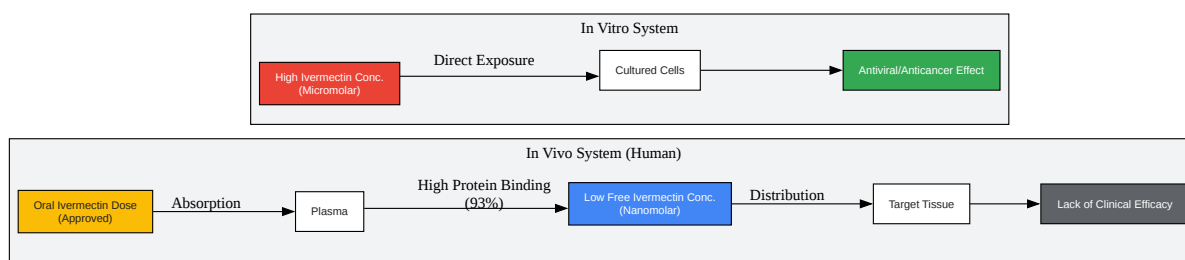 In Vitro System
High Ivermectin Conc.
(Micromolar)
Direct Exposure
Cultured Cells
Antiviral/Anticancer Effect
In Vivo System (Human)
Oral Ivermectin Dose
(Approved)
Absorption
Plasma
High Protein Binding
(93%)
Low Free Ivermectin Conc.
(Nanomolar)
Distribution
Target Tissue
Lack of Clinical Efficacy